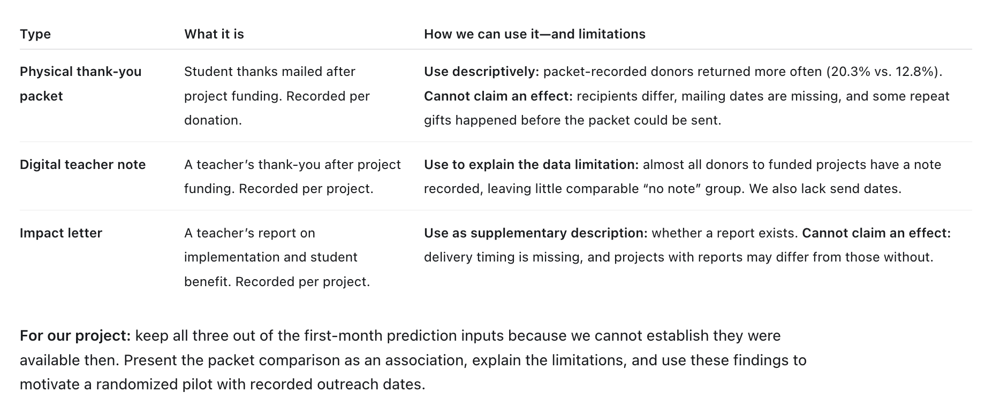 Type What it is How we can use it—and limitations
Physical thank-you Student thanks mailed after Use descriptively: packet-recorded donors returned more often (20.3% vs. 12.8%).
packet project funding. Recorded per Cannot claim an effect: recipients differ, mailing dates are missing, and some repeat
donation. gifts happened before the packet could be sent.
Digital teacher note A teacher’s thank-you after project Use to explain the data limitation: almost all donors to funded projects have a note
funding. Recorded per project. recorded, leaving little comparable “no note” group. We also lack send dates.
Impact letter A teacher’s report on Use as supplementary description: whether a report exists. Cannot claim an effect:
implementation and student delivery timing is missing, and projects with reports may differ from those without.
benefit. Recorded per project.
For our project: keep all three out of the first-month prediction inputs because we cannot establish they were
available then. Present the packet comparison as an association, explain the limitations, and use these findings to
motivate a randomized pilot with recorded outreach dates.